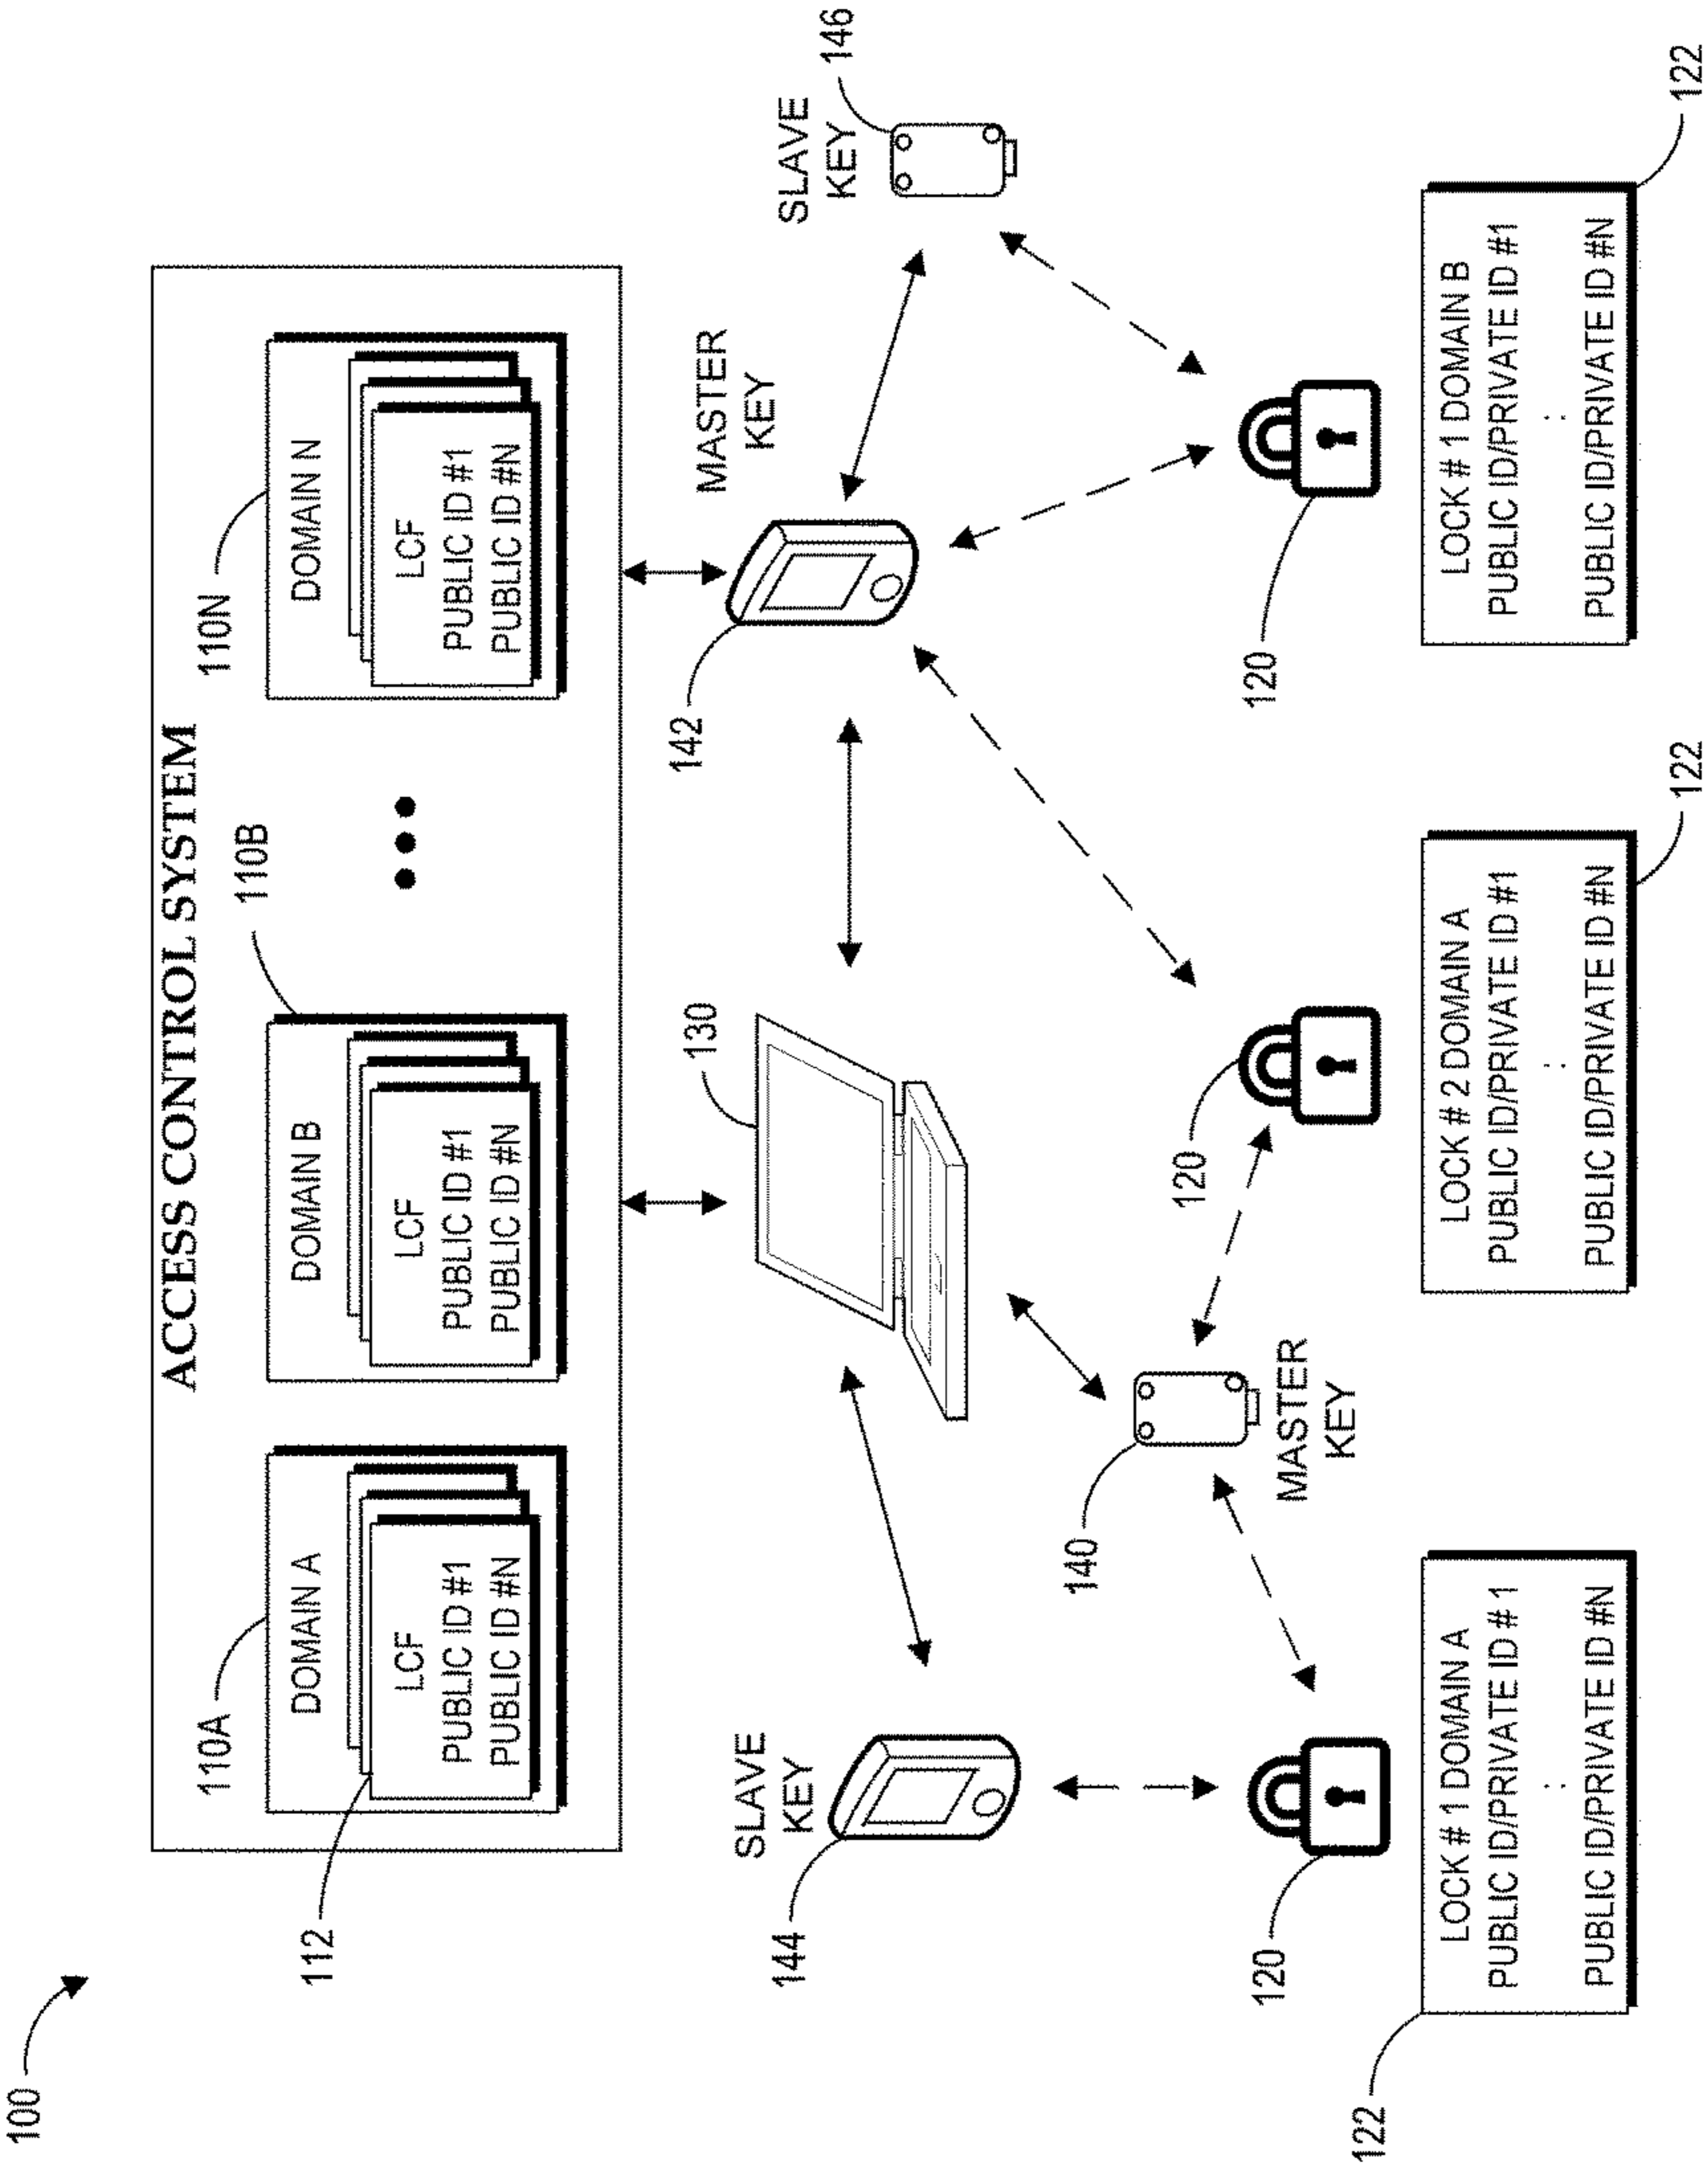 100
ACCESS CONTROL SYSTEM
110A
DOMAIN A
LCF
PUBLIC ID #1
PUBLIC ID #N
112
110B
DOMAIN B
LCF
PUBLIC ID #1
PUBLIC ID #N
110N
DOMAIN N
LCF
PUBLIC ID #1
PUBLIC ID #N
SLAVE
KEY
144
130
MASTER
KEY
142
SLAVE
KEY
146
140
MASTER
KEY
120
120
120
LOCK # 1 DOMAIN A
PUBLIC ID/PRIVATE ID # 1
:
PUBLIC ID/PRIVATE ID #N
122
LOCK # 2 DOMAIN A
PUBLIC ID/PRIVATE ID #1
:
PUBLIC ID/PRIVATE ID #N
122
LOCK # 1 DOMAIN B
PUBLIC ID/PRIVATE ID #1
:
PUBLIC ID/PRIVATE ID #N
122